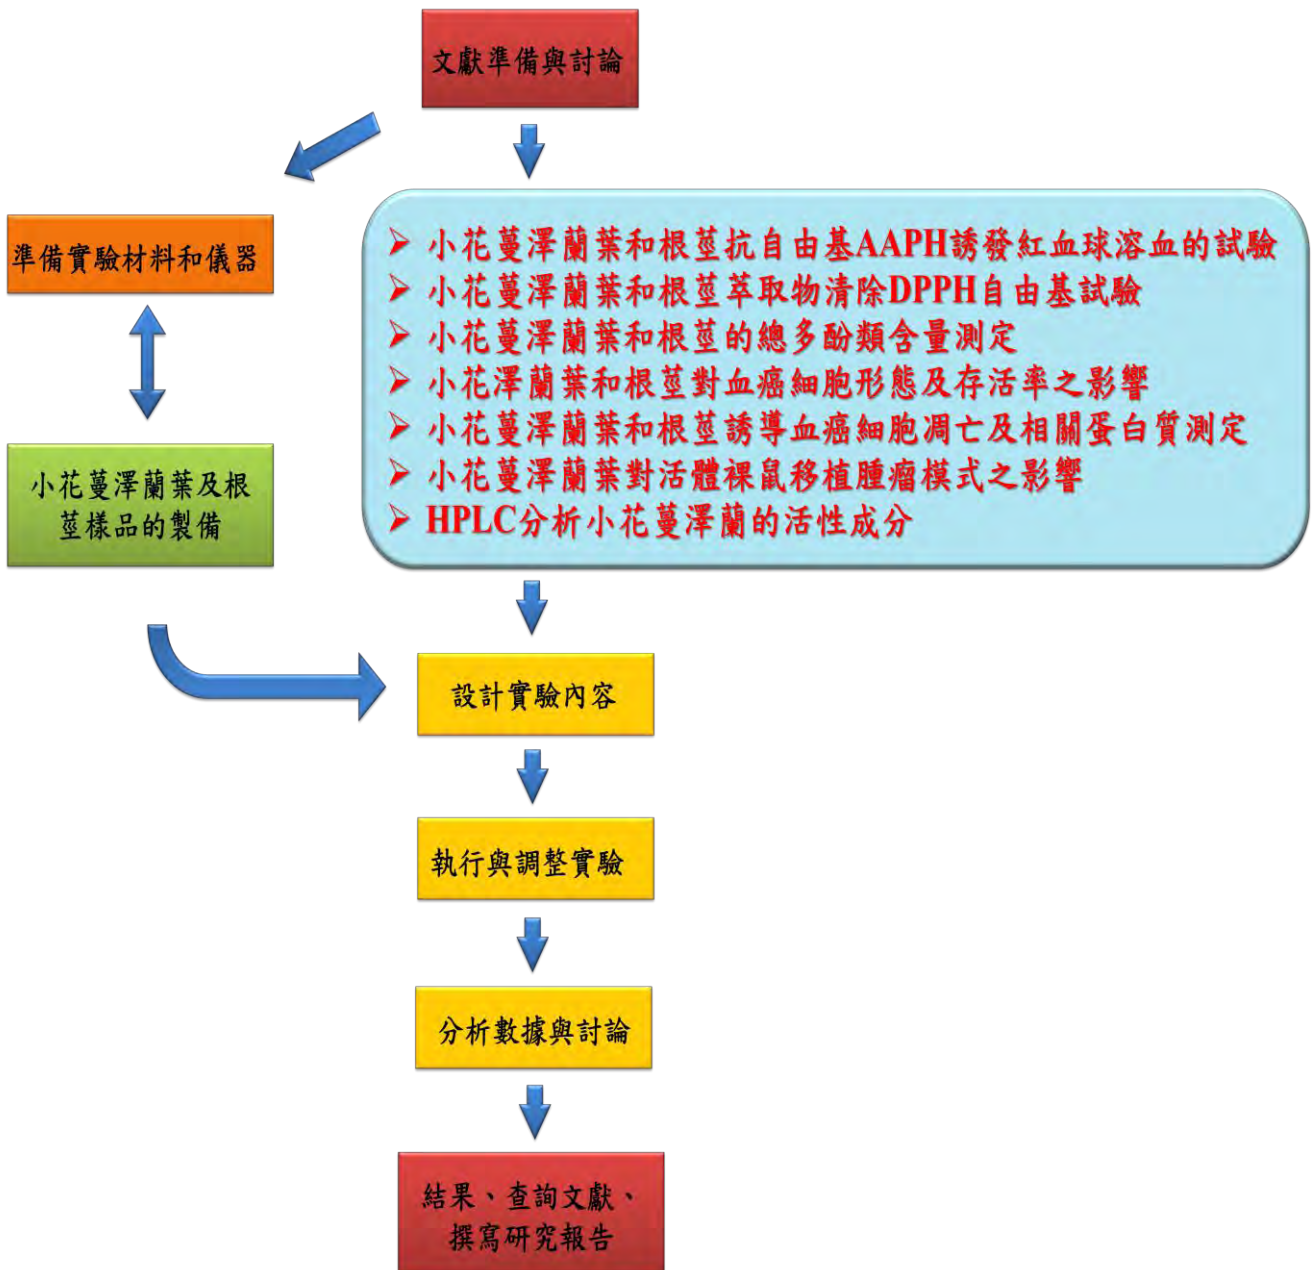 文獻準備與討論
準備實驗材料和儀器
小花蔓澤蘭葉及根
莖樣品的製備
小花蔓澤蘭葉和根莖抗自由基AAPH誘發紅血球溶血的試驗
小花蔓澤蘭葉和根莖萃取物清除DPPH自由基試驗
小花蔓澤蘭葉和根莖的總多酚類含量測定
小花澤蘭葉和根莖對血癌細胞形態及存活率之影響
小花蔓澤蘭葉和根莖誘導血癌細胞凋亡及相關蛋白質測定
小花蔓澤蘭葉對活體裸鼠移植腫瘤模式之影響
HPLC分析小花蔓澤蘭的活性成分
設計實驗內容
執行與調整實驗
分析數據與討論
結果、查詢文獻、
撰寫研究報告